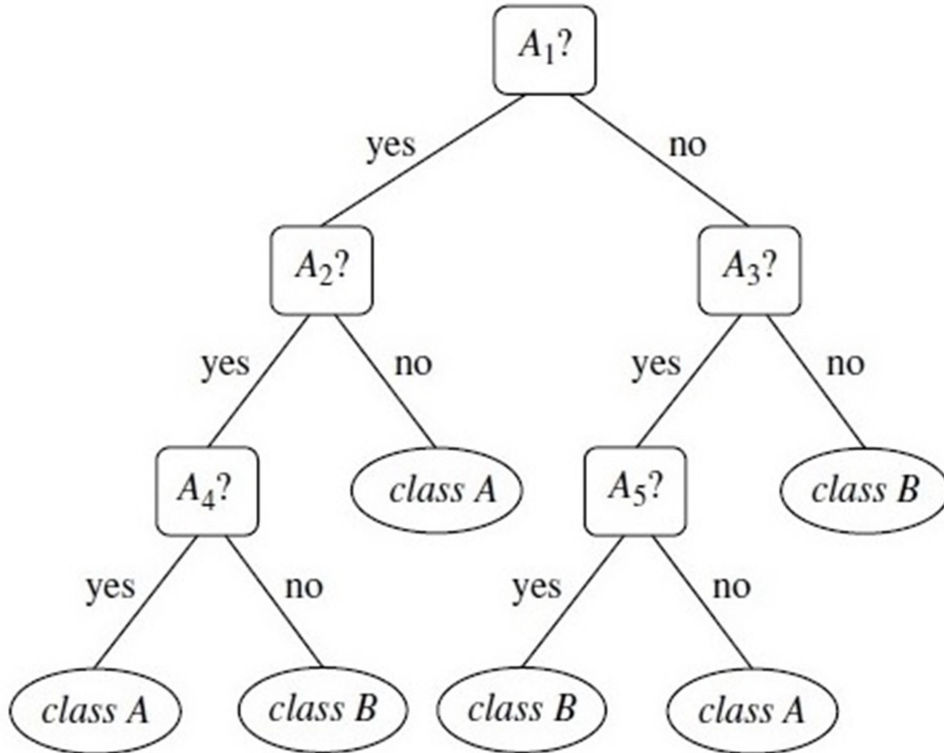 A₁?
yes no
A₂? A₃?
yes no yes no
A₄? class A A₅? class B
yes no yes no
class A class B class B class A